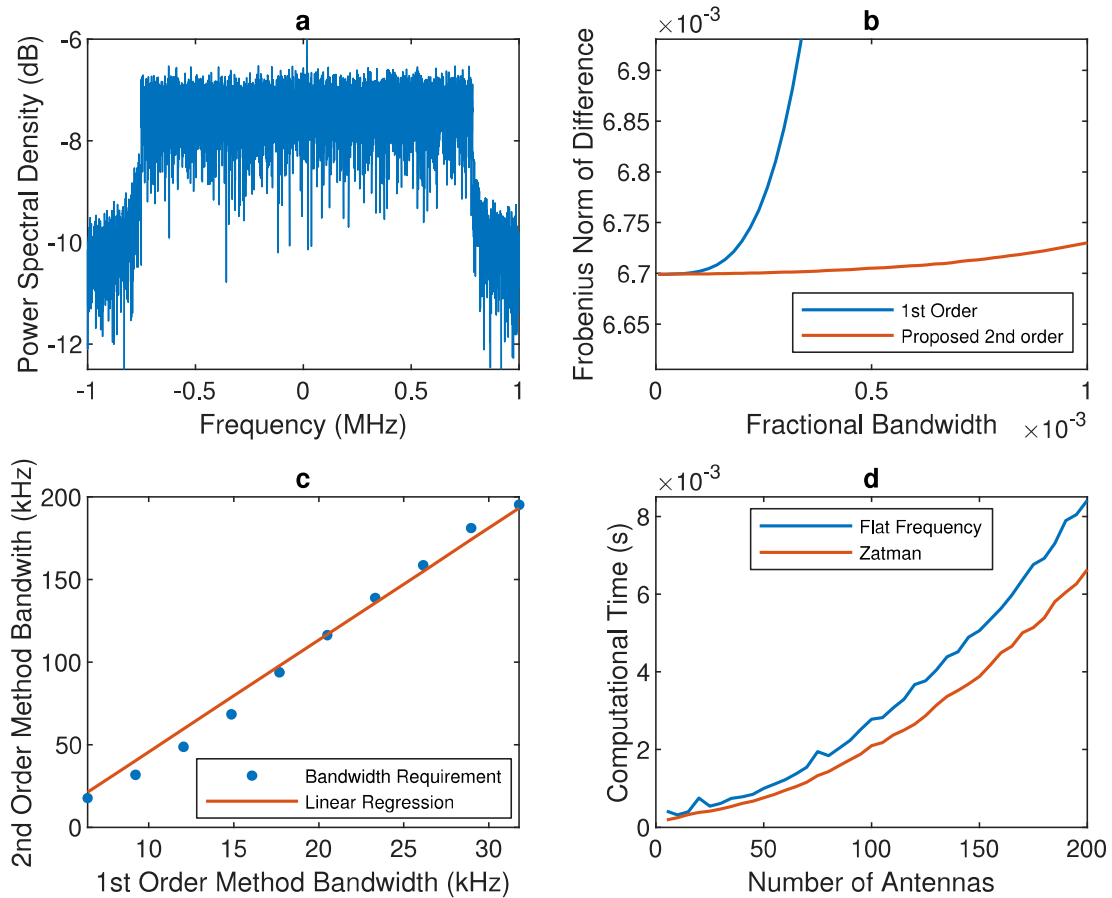 a
-6
-8
-10
-12
Power Spectral Density (dB)
-1 -0.5 0 0.5 1
Frequency (MHz)
b
×10⁻³
6.9
6.85
6.8
6.75
6.7
6.65
Frobenius Norm of Difference
1st Order
Proposed 2nd order
0 0.5 1
Fractional Bandwidth ×10⁻³
c
200
150
100
50
0
2nd Order Method Bandwith (kHz)
Bandwidth Requirement
Linear Regression
10 15 20 25 30
1st Order Method Bandwidth (kHz)
d
×10⁻³
8
6
4
2
0
Computational Time (s)
Flat Frequency
Zatman
0 50 100 150 200
Number of Antennas